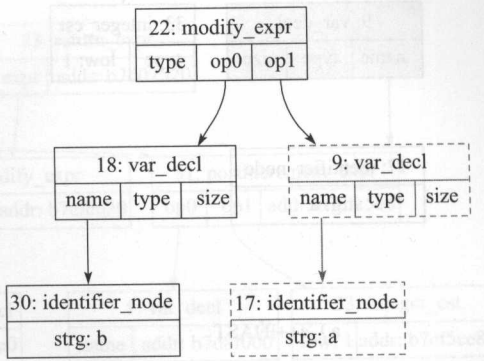 22: modify_expr
type op0 op1
18: var_decl
name type size
9: var_decl
name type size
30: identifier_node
strg: b
17: identifier_node
strg: a